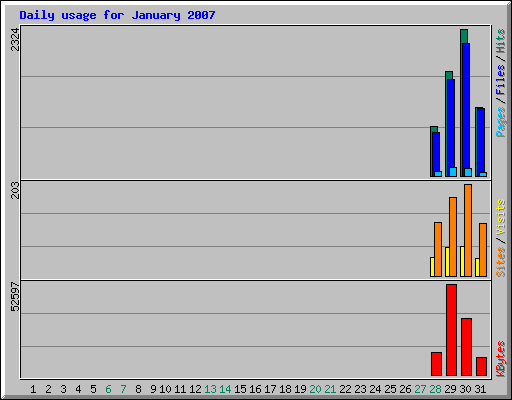 Daily usage for January 2007
2324
Pages/Files/Hits
203
Sites/Visits
52597
KBytes
1 2 3 4 5 6 7 8 9 10 11 12 13 14 15 16 17 18 19 20 21 22 23 24 25 26 27 28 29 30 31